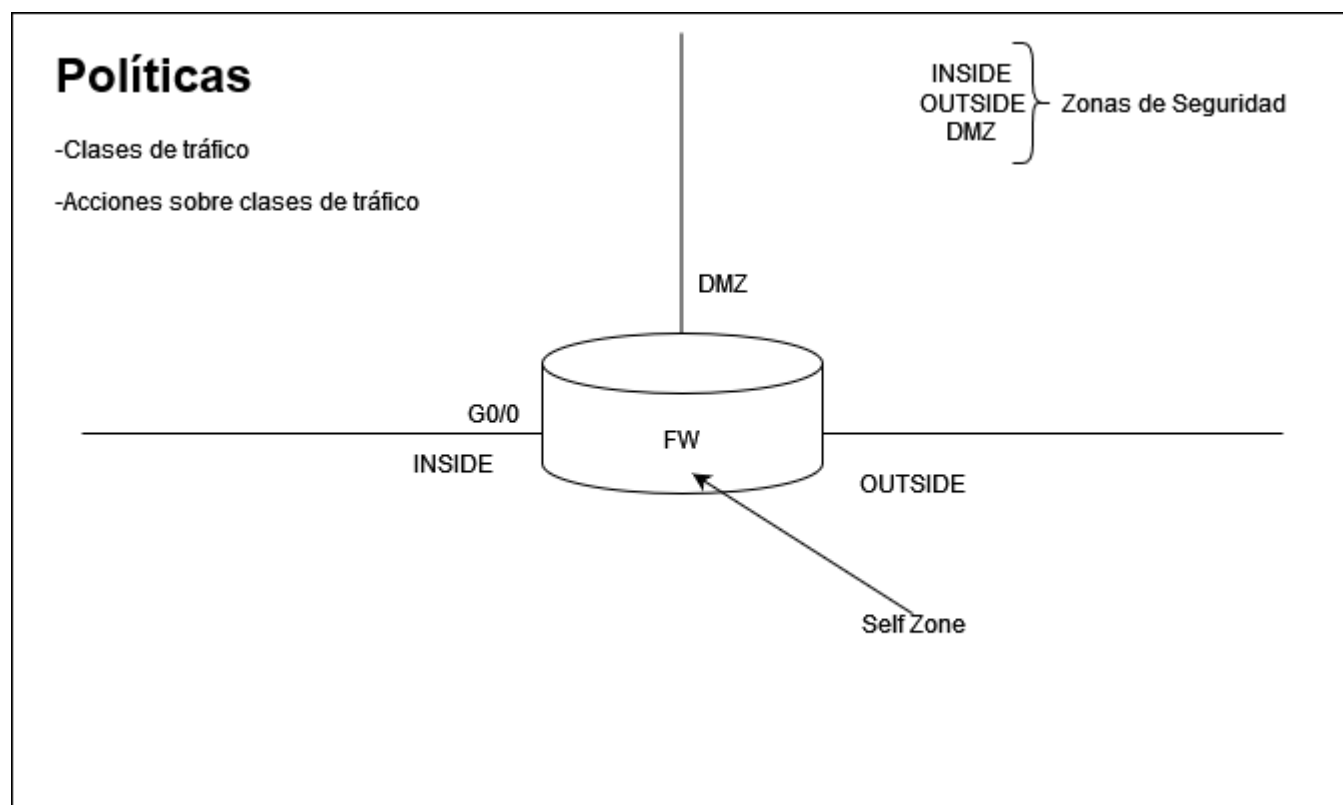 Políticas
-Clases de tráfico
-Acciones sobre clases de tráfico
INSIDE
OUTSIDE
DMZ
Zonas de Seguridad
DMZ
G0/0
INSIDE
FW
OUTSIDE
Self Zone